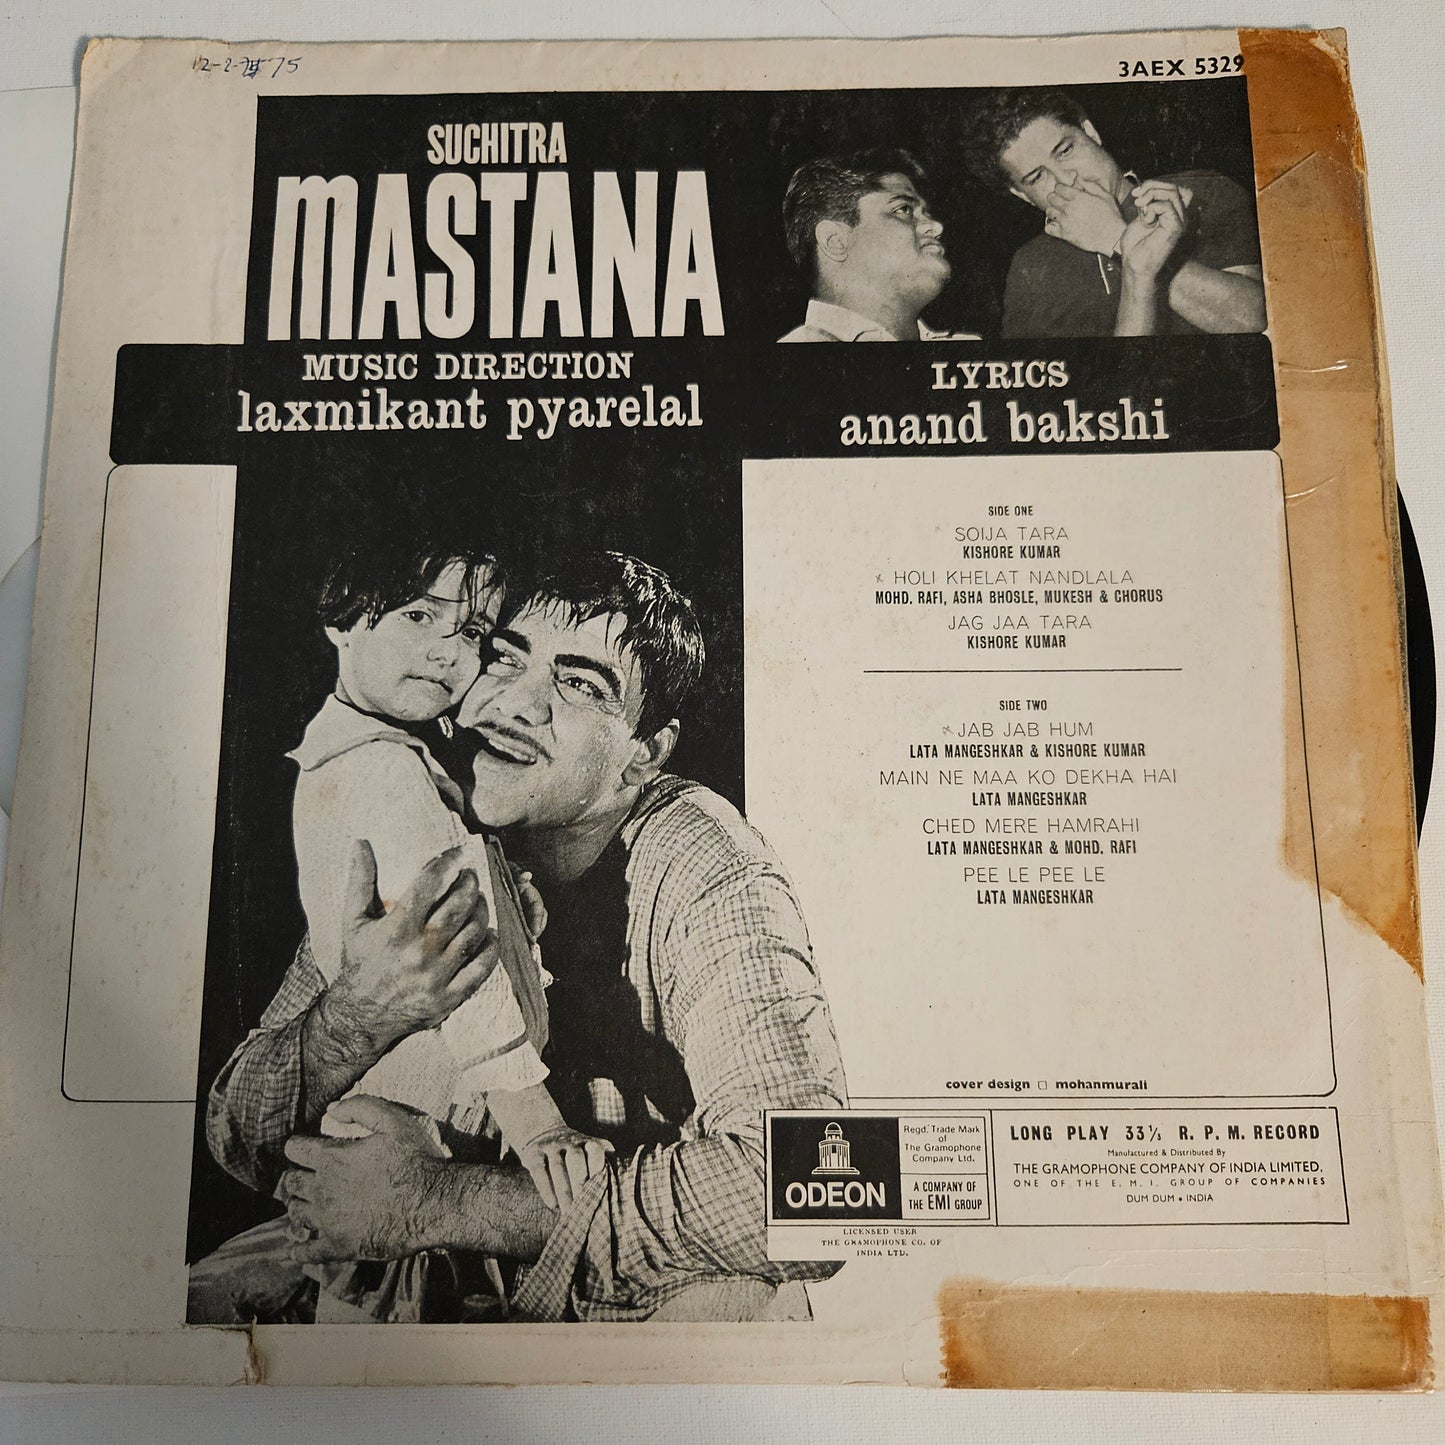 12-2-75
3AEX 5329
SUCHITRA
MASTANA
MUSIC DIRECTION
laxmikant pyarelal
LYRICS
anand bakshi
SIDE ONE
SOIJA TARA
KISHORE KUMAR
x HOLI KHELAT NANDLALA
MOHD. RAFI, ASHA BHOSLE, MUKESH & CHORUS
JAG JAA TARA
KISHORE KUMAR
SIDE TWO
x JAB JAB HUM
LATA MANGESHKAR & KISHORE KUMAR
MAIN NE MAA KO DEKHA HAI
LATA MANGESHKAR
CHED MERE HAMRAHI
LATA MANGESHKAR & MOHD. RAFI
PEE LE PEE LE
LATA MANGESHKAR
cover design □ mohanmurali
ODEON
Regd. Trade Mark
of
The Gramophone
Company Ltd.
A COMPANY OF
THE EMI GROUP
LICENSED USER
THE GRAMOPHONE CO. OF
INDIA LTD.
LONG PLAY 33⅓ R. P. M. RECORD
Manufactured & Distributed By
THE GRAMOPHONE COMPANY OF INDIA LIMITED.
ONE OF THE E. M. I. GROUP OF COMPANIES
DUM DUM • INDIA